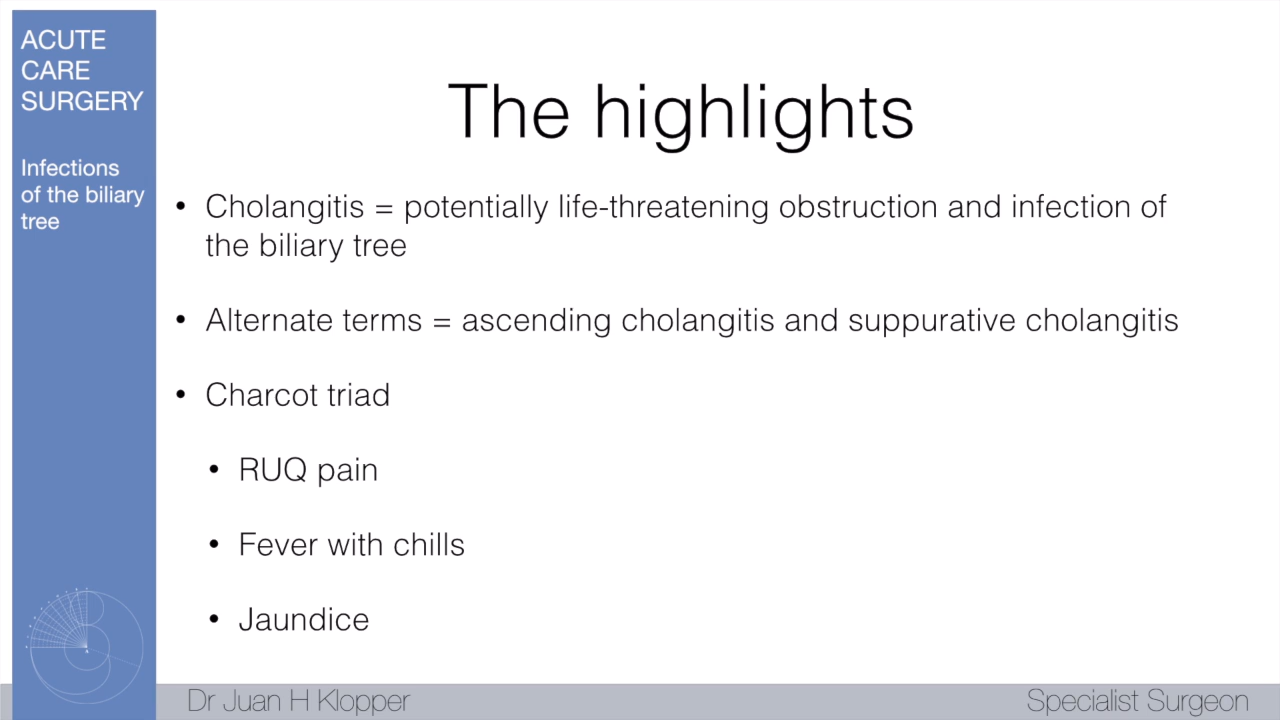 ACUTE
CARE
SURGERY
Infections
of the biliary
tree
The highlights
• Cholangitis = potentially life-threatening obstruction and infection of
the biliary tree
• Alternate terms = ascending cholangitis and suppurative cholangitis
• Charcot triad
• RUQ pain
• Fever with chills
• Jaundice
Dr Juan H Klopper
Specialist Surgeon